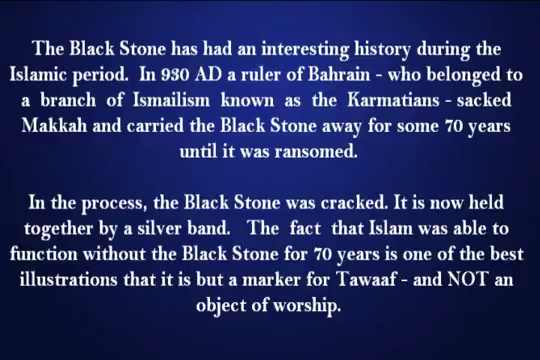 The Black Stone has had an interesting history during the
Islamic period. In 930 AD a ruler of Bahrain - who belonged to
a branch of Ismailism known as the Karmatians - sacked
Makkah and carried the Black Stone away for some 70 years
until it was ransomed.
In the process, the Black Stone was cracked. It is now held
together by a silver band. The fact that Islam was able to
function without the Black Stone for 70 years is one of the best
illustrations that it is but a marker for Tawaaf - and NOT an
object of worship.